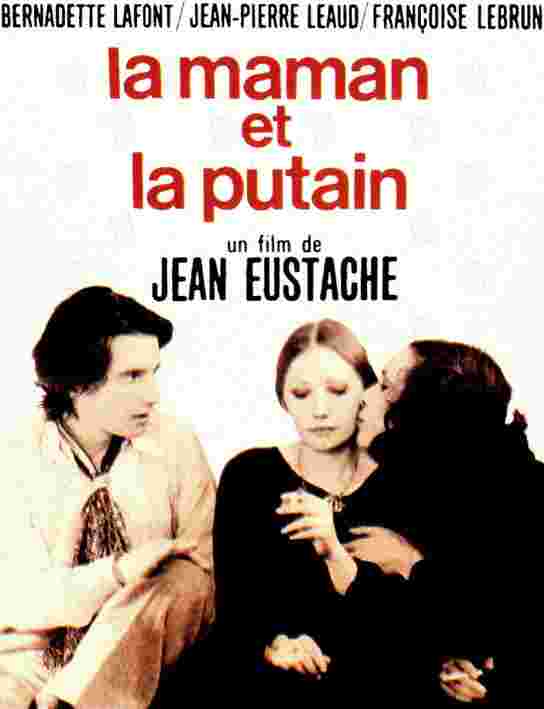 BERNADETTE LAFONT/JEAN-PIERRE LEAUD/FRANÇOISE LEBRUN
la maman
et
la putain
un film de
JEAN EUSTACHE